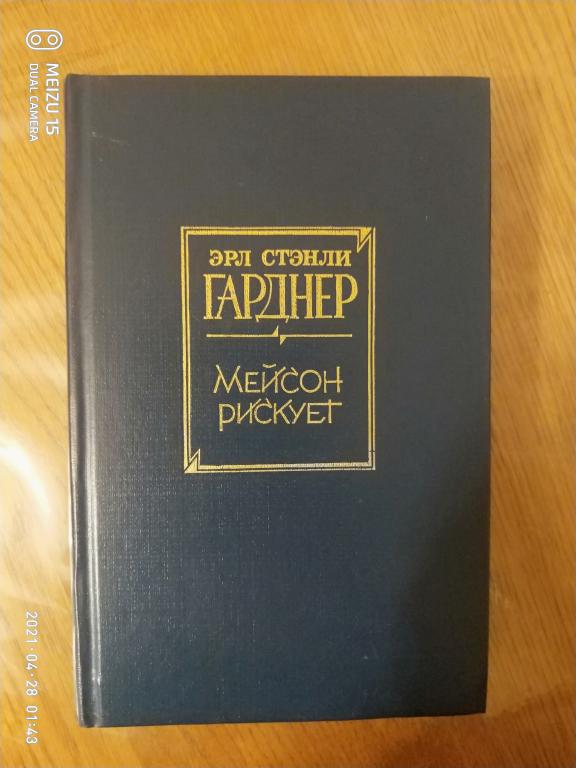 MEIZU 15
DUAL CAMERA
ЭРЛ СТЭНЛИ
ГАРДНЕР
МЕЙСОН
РИСКУЕТ
2021·04·28 01:43